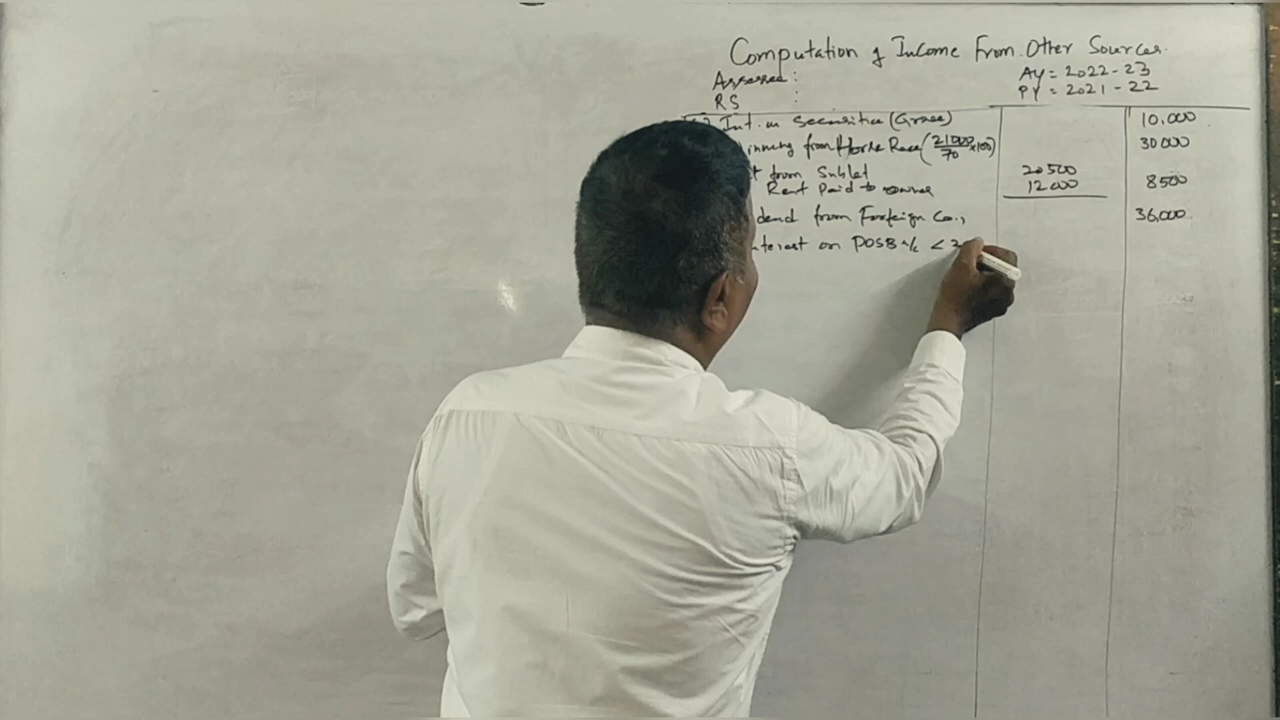 Computation of Income From Other Sources.
Assessee :
AY = 2022-23
RS :
PY = 2021-22
Int. on Securities (Gross) 10,000
inning from Horse Race (21000/70 x100) 30000
t from Sublet 20500
Rent Paid to owner 12000 8500
dend from Foreign Co., 36,000
terest on POSB A/c <